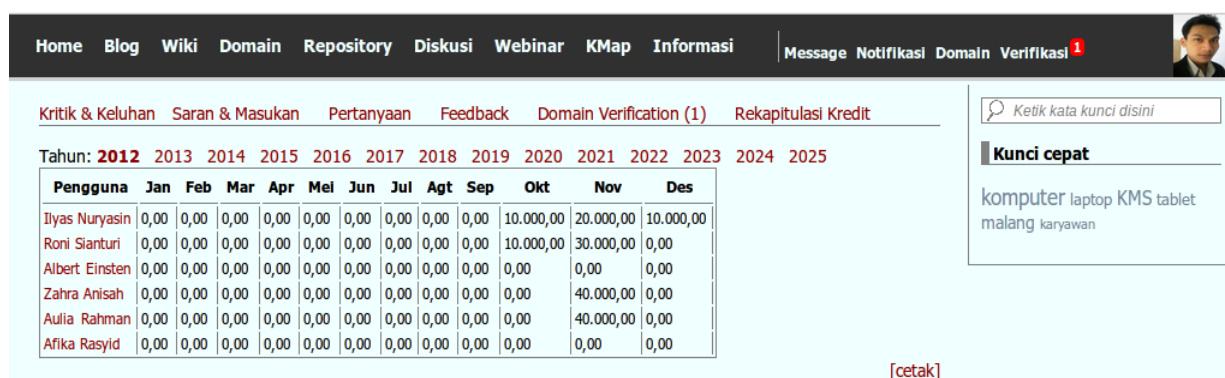 Home Blog Wiki Domain Repository Diskusi Webinar KMap Informasi Message Notifikasi Domain Verifikasi 1
Kritik & Keluhan Saran & Masukan Pertanyaan Feedback Domain Verification (1) Rekapitulasi Kredit
Tahun: 2012 2013 2014 2015 2016 2017 2018 2019 2020 2021 2022 2023 2024 2025
Pengguna Jan Feb Mar Apr Mei Jun Jul Agt Sep Okt Nov Des
Ilyas Nuryasin 0,00 0,00 0,00 0,00 0,00 0,00 0,00 0,00 0,00 10.000,00 20.000,00 10.000,00
Roni Sianturi 0,00 0,00 0,00 0,00 0,00 0,00 0,00 0,00 0,00 10.000,00 30.000,00 0,00
Albert Einsten 0,00 0,00 0,00 0,00 0,00 0,00 0,00 0,00 0,00 0,00 0,00 0,00
Zahra Anisah 0,00 0,00 0,00 0,00 0,00 0,00 0,00 0,00 0,00 0,00 40.000,00 0,00
Aulia Rahman 0,00 0,00 0,00 0,00 0,00 0,00 0,00 0,00 0,00 0,00 40.000,00 0,00
Afika Rasyid 0,00 0,00 0,00 0,00 0,00 0,00 0,00 0,00 0,00 0,00 0,00 0,00
[cetak]
Ketik kata kunci disini
Kunci cepat
komputer laptop KMS tablet
malang karyawan